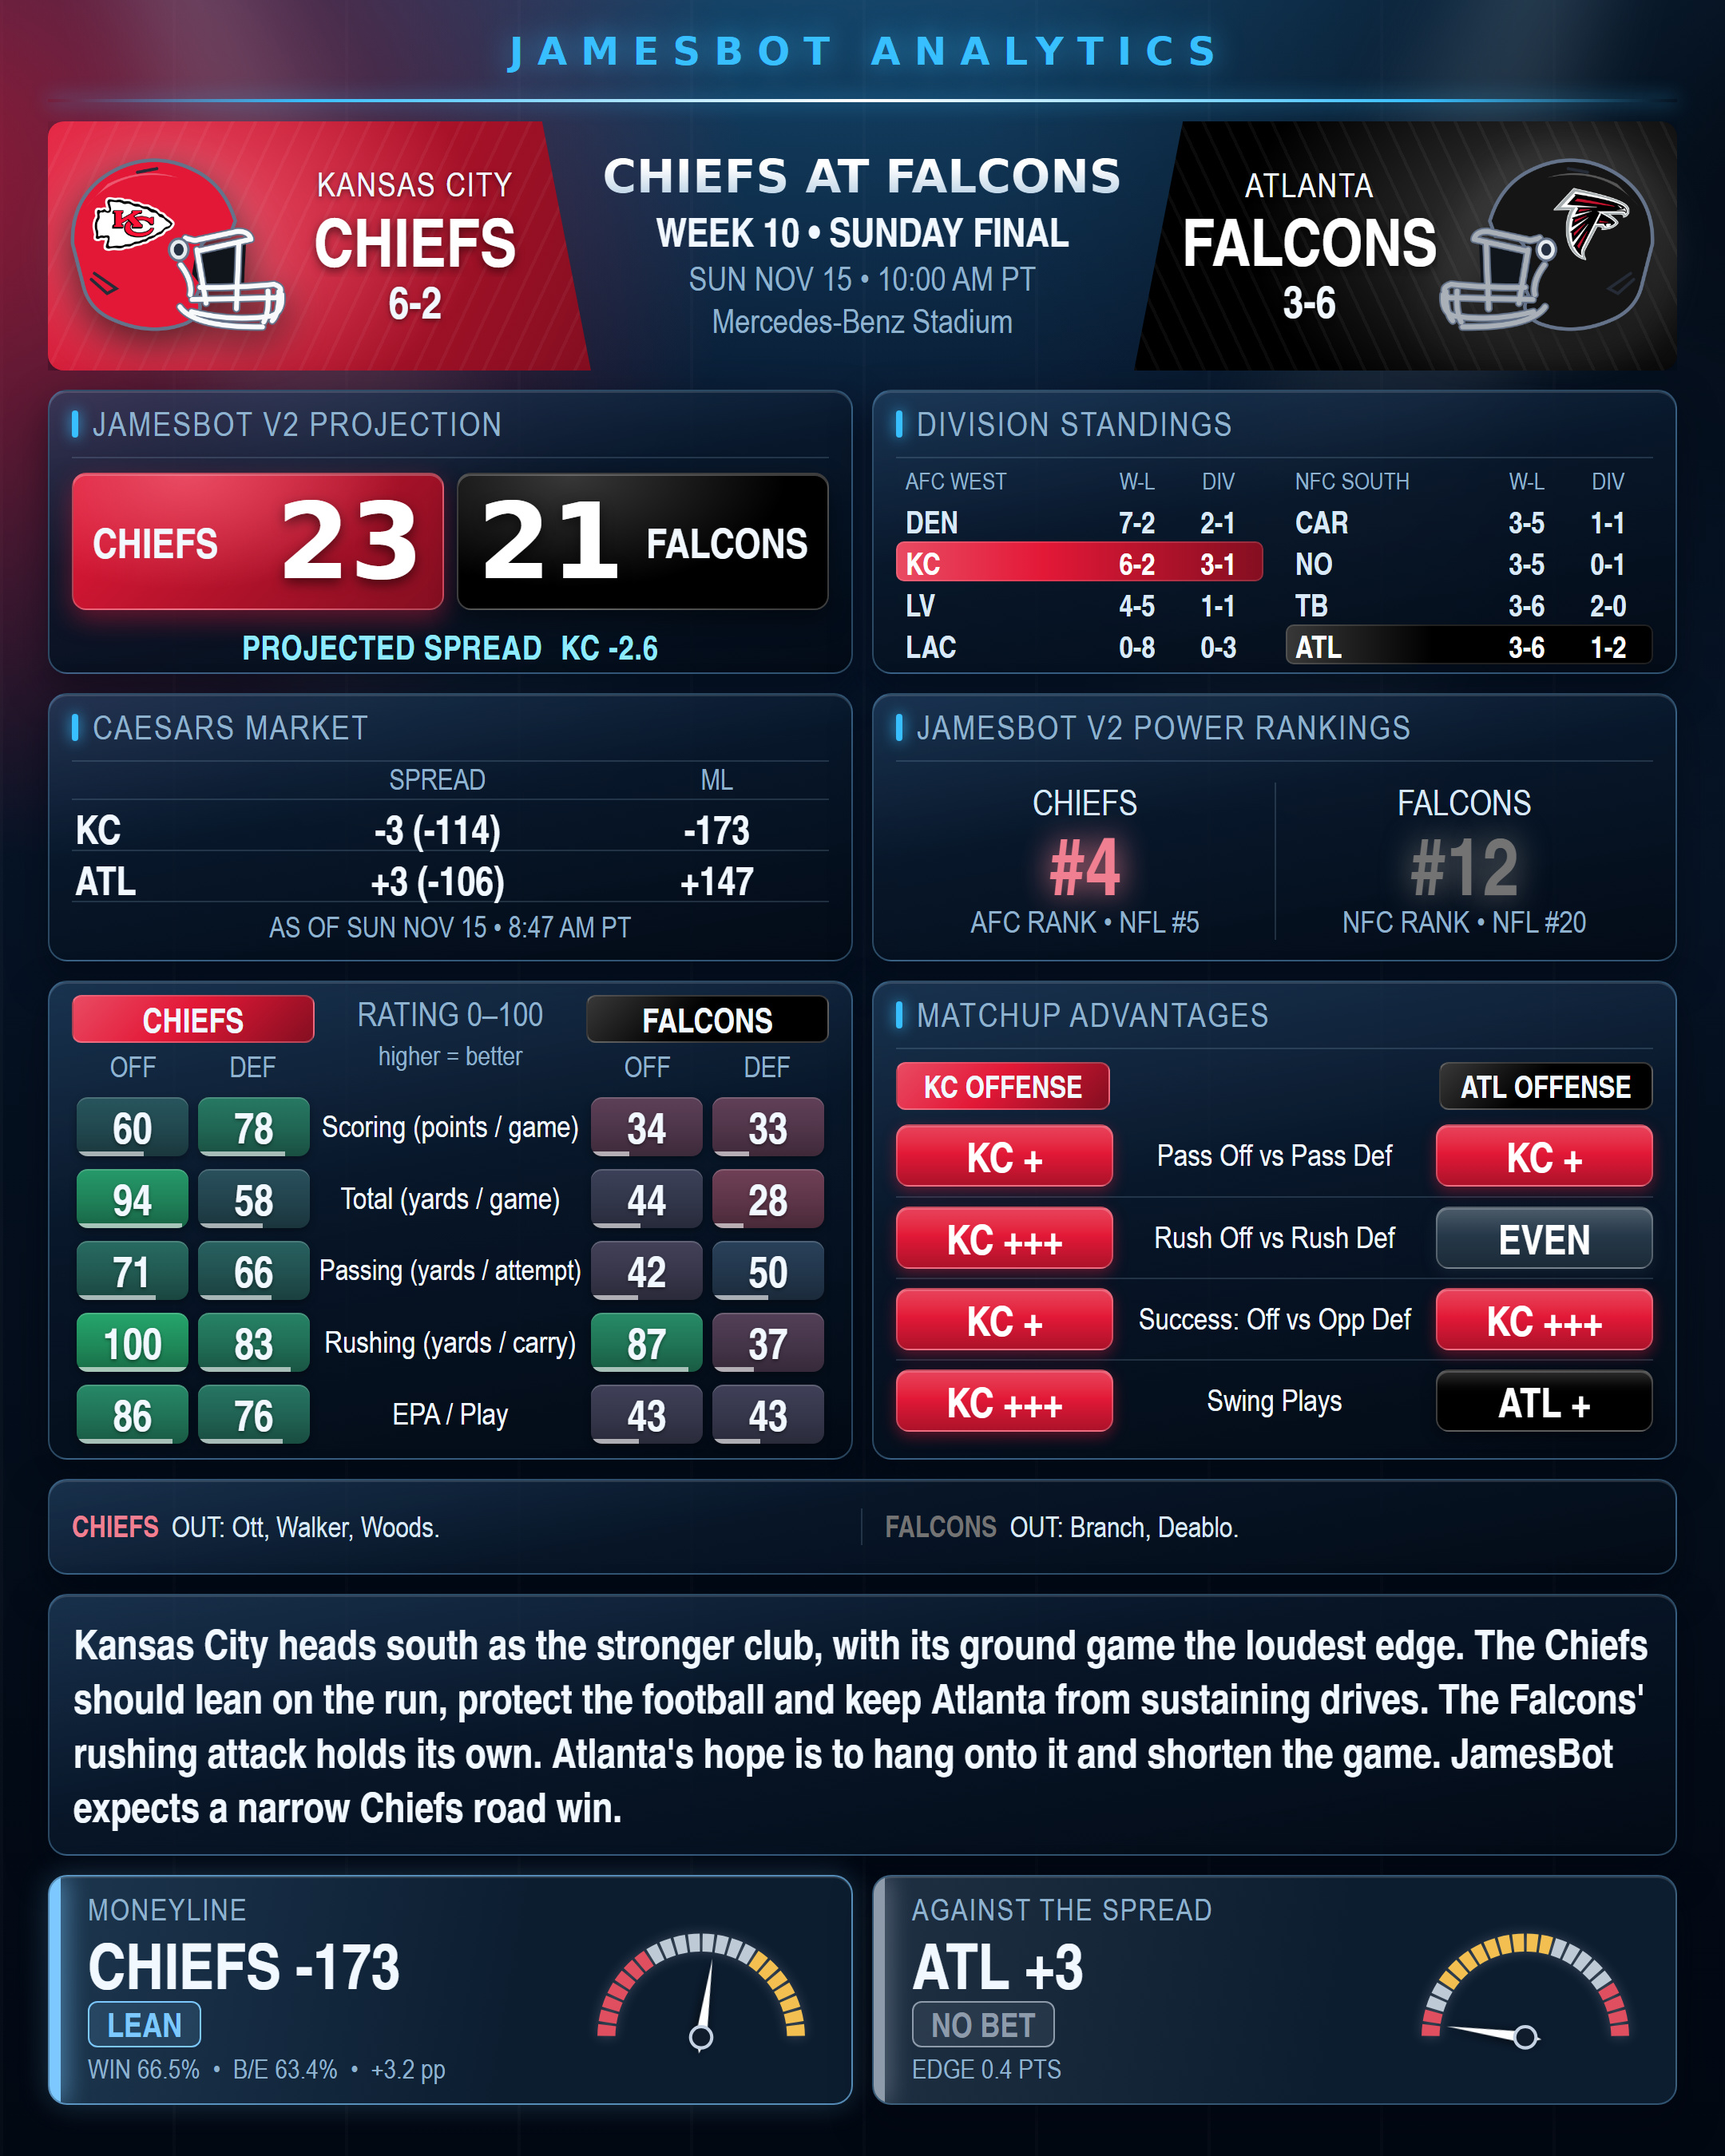 JAMESBOT ANALYTICS
KC
KANSAS CITY
CHIEFS
6-2
CHIEFS AT FALCONS
WEEK 10 • SUNDAY FINAL
SUN NOV 15 • 10:00 AM PT
Mercedes-Benz Stadium
ATLANTA
FALCONS
3-6
JAMESBOT V2 PROJECTION
CHIEFS 23
21 FALCONS
PROJECTED SPREAD KC -2.6
DIVISION STANDINGS
AFC WEST W-L DIV
DEN 7-2 2-1
KC 6-2 3-1
LV 4-5 1-1
LAC 0-8 0-3
NFC SOUTH W-L DIV
CAR 3-5 1-1
NO 3-5 0-1
TB 3-6 2-0
ATL 3-6 1-2
CAESARS MARKET
SPREAD ML
KC -3 (-114) -173
ATL +3 (-106) +147
AS OF SUN NOV 15 • 8:47 AM PT
JAMESBOT V2 POWER RANKINGS
CHIEFS
#4
AFC RANK • NFL #5
FALCONS
#12
NFC RANK • NFL #20
CHIEFS RATING 0–100 FALCONS
OFF DEF higher = better OFF DEF
60 78 Scoring (points / game) 34 33
94 58 Total (yards / game) 44 28
71 66 Passing (yards / attempt) 42 50
100 83 Rushing (yards / carry) 87 37
86 76 EPA / Play 43 43
MATCHUP ADVANTAGES
KC OFFENSE ATL OFFENSE
KC + Pass Off vs Pass Def KC +
KC +++ Rush Off vs Rush Def EVEN
KC + Success: Off vs Opp Def KC +++
KC +++ Swing Plays ATL +
CHIEFS OUT: Ott, Walker, Woods.
FALCONS OUT: Branch, Deablo.
Kansas City heads south as the stronger club, with its ground game the loudest edge. The Chiefs
should lean on the run, protect the football and keep Atlanta from sustaining drives. The Falcons'
rushing attack holds its own. Atlanta's hope is to hang onto it and shorten the game. JamesBot
expects a narrow Chiefs road win.
MONEYLINE
CHIEFS -173
LEAN
WIN 66.5% • B/E 63.4% • +3.2 pp
AGAINST THE SPREAD
ATL +3
NO BET
EDGE 0.4 PTS